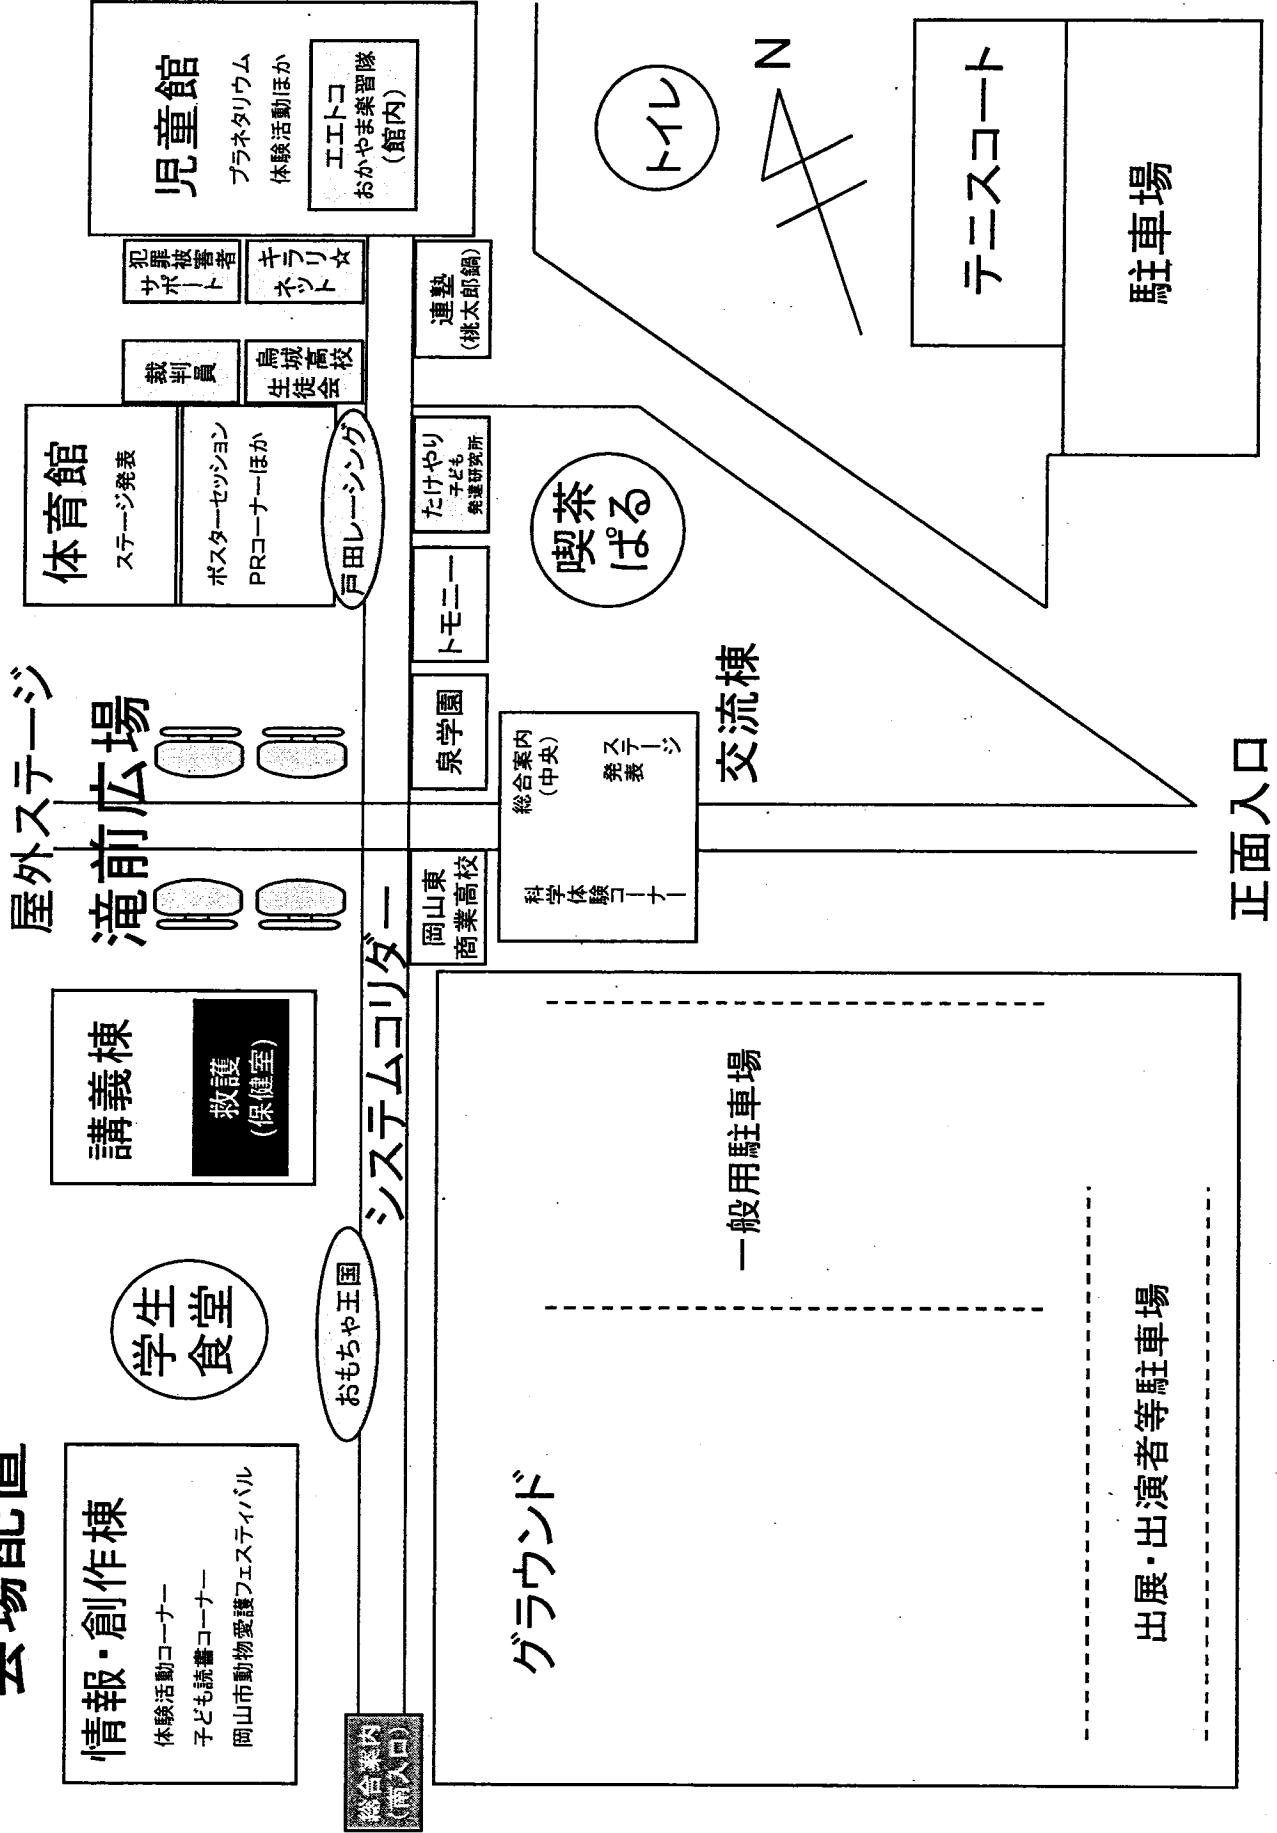 会場配置
情報・創作棟
体験活動コーナー
子ども読書コーナー
岡山市動物愛護フェスティバル
学生
食堂
講義棟
救護
(保健室)
屋外ステージ
滝前広場
体育館
ステージ発表
ポスターセッション
PRコーナーほか
裁判員
烏城高校
生徒会
犯罪被害者
サポート
キラリ☆
ネット
児童館
プラネタリウム
体験活動ほか
エエトコ
おかやま楽習隊
(館内)
総合案内
(南入口)
おもちゃ王国
システムコリダー
戸田レーシング
岡山東
商業高校
泉学園
トモニー
たけやり
子ども
発達研究所
連塾
(桃太郎鍋)
科学体験コーナー
総合案内
(中央)
ステージ
発表
交流棟
喫茶
ぱる
トイレ
N
グラウンド
一般用駐車場
出展・出演者等駐車場
正面入口
テニスコート
駐車場